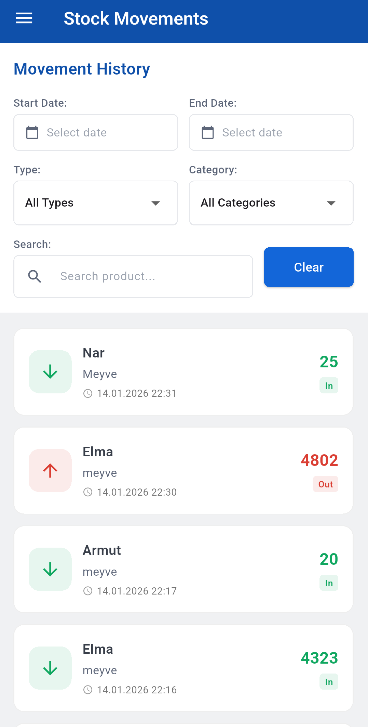 Stock Movements
Movement History
Start Date: End Date:
Select date Select date
Type: Category:
All Types All Categories
Search:
Search product...
Clear
Nar
Meyve
14.01.2026 22:31
25
In
Elma
meyve
14.01.2026 22:30
4802
Out
Armut
meyve
14.01.2026 22:17
20
In
Elma
meyve
14.01.2026 22:16
4323
In